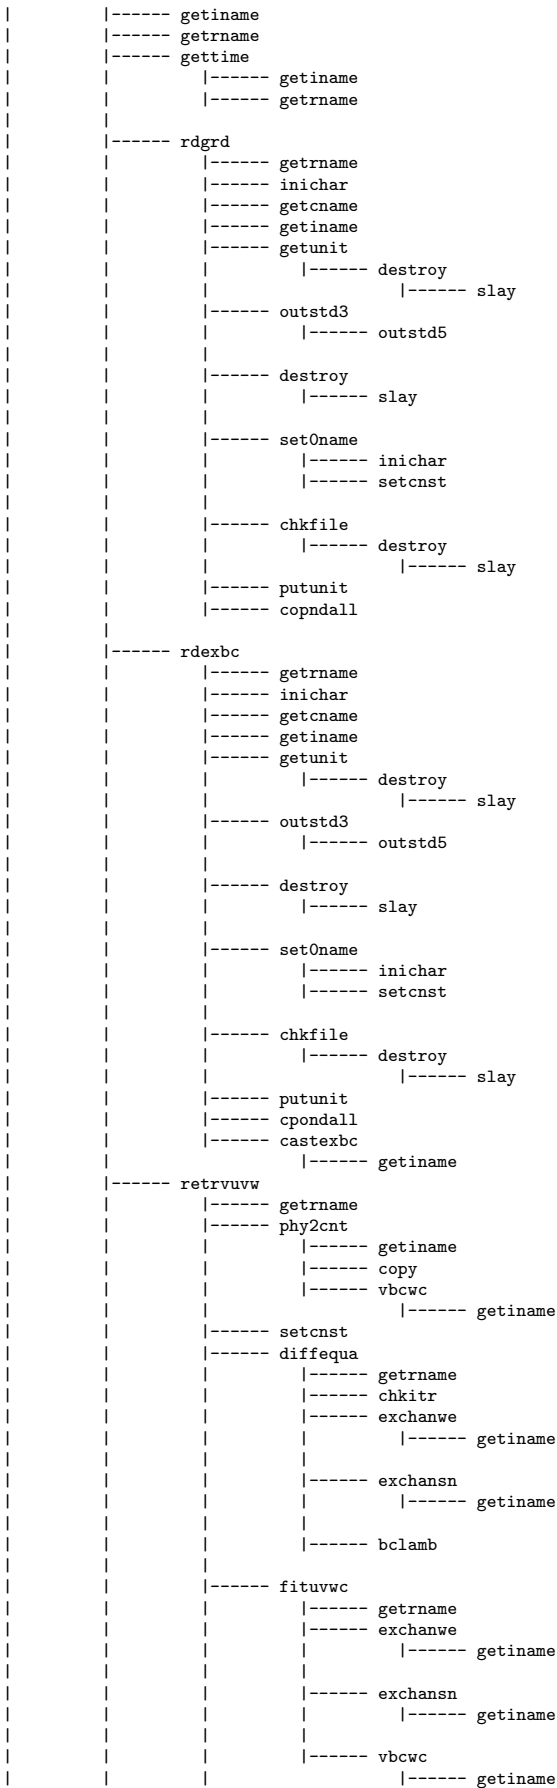 |          |------ getiname
|          |------ getrname
|          |------ gettime
|          |          |------ getiname
|          |          |------ getrname
|          |
|          |------ rdgrd
|          |          |------ getrname
|          |          |------ inichar
|          |          |------ getcname
|          |          |------ getiname
|          |          |------ getunit
|          |          |          |------ destroy
|          |          |                     |------ slay
|          |          |------ outstd3
|          |          |          |------ outstd5
|          |          |
|          |          |------ destroy
|          |          |          |------ slay
|          |          |
|          |          |------ set0name
|          |          |          |------ inichar
|          |          |          |------ setcnst
|          |          |
|          |          |------ chkfile
|          |          |          |------ destroy
|          |          |                     |------ slay
|          |          |------ putunit
|          |          |------ copndall
|          |
|          |------ rdexbc
|          |          |------ getrname
|          |          |------ inichar
|          |          |------ getcname
|          |          |------ getiname
|          |          |------ getunit
|          |          |          |------ destroy
|          |          |                     |------ slay
|          |          |------ outstd3
|          |          |          |------ outstd5
|          |          |
|          |          |------ destroy
|          |          |          |------ slay
|          |          |
|          |          |------ set0name
|          |          |          |------ inichar
|          |          |          |------ setcnst
|          |          |
|          |          |------ chkfile
|          |          |          |------ destroy
|          |          |                     |------ slay
|          |          |------ putunit
|          |          |------ cpondall
|          |          |------ castexbc
|          |                     |------ getiname
|          |------ retrvuvw
|          |          |------ getrname
|          |          |------ phy2cnt
|          |          |          |------ getiname
|          |          |          |------ copy
|          |          |          |------ vbcwc
|          |          |                     |------ getiname
|          |          |------ setcnst
|          |          |------ diffequa
|          |          |          |------ getrname
|          |          |          |------ chkitr
|          |          |          |------ exchanwe
|          |          |          |          |------ getiname
|          |          |          |
|          |          |          |------ exchansn
|          |          |          |          |------ getiname
|          |          |          |
|          |          |          |------ bclamb
|          |          |
|          |          |------ fituvwc
|          |          |          |------ getrname
|          |          |          |------ exchanwe
|          |          |          |          |------ getiname
|          |          |          |
|          |          |          |------ exchansn
|          |          |          |          |------ getiname
|          |          |          |
|          |          |          |------ vbcwc
|          |          |                     |------ getiname